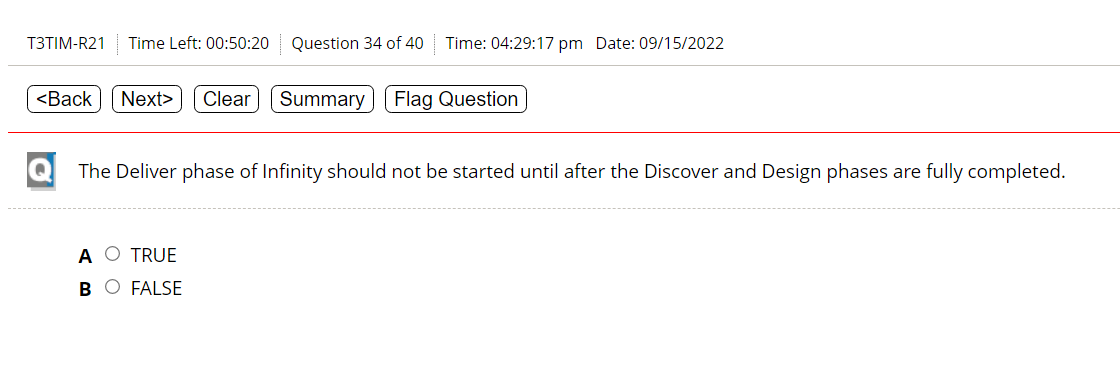 T3TIM-R21 Time Left: 00:50:20 Question 34 of 40 Time: 04:29:17 pm Date: 09/15/2022
<Back Next> Clear Summary Flag Question
Q The Deliver phase of Infinity should not be started until after the Discover and Design phases are fully completed.
A TRUE
B FALSE